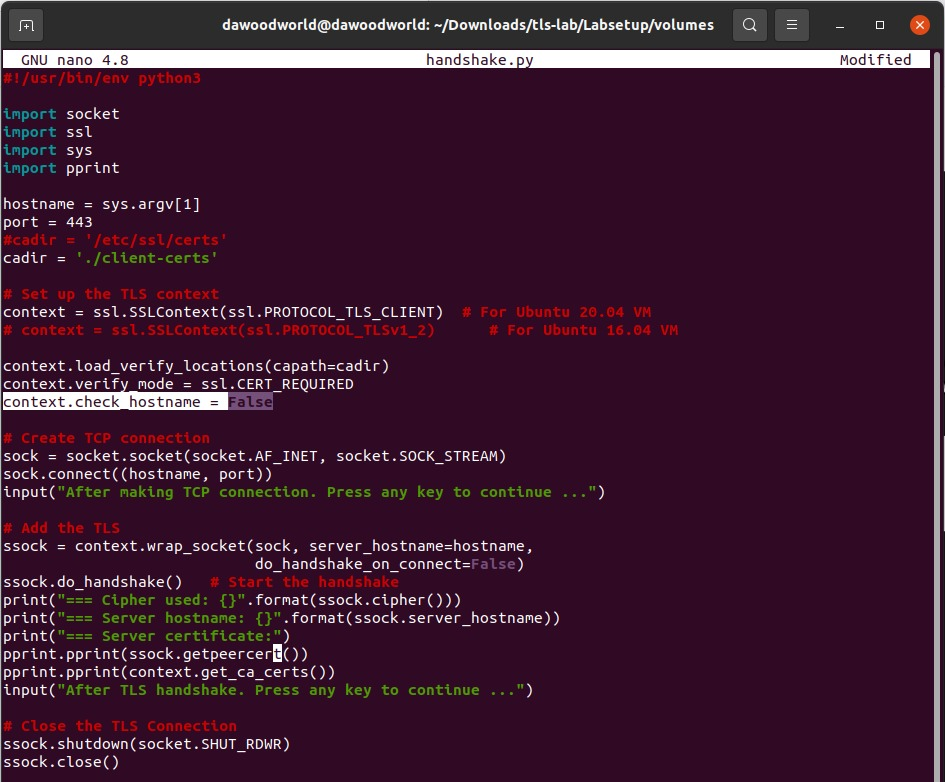 dawoodworld@dawoodworld: ~/Downloads/tls-lab/Labsetup/volumes
GNU nano 4.8 handshake.py Modified
#!/usr/bin/env python3
import socket
import ssl
import sys
import pprint
hostname = sys.argv[1]
port = 443
#cadir = '/etc/ssl/certs'
cadir = './client-certs'
# Set up the TLS context
context = ssl.SSLContext(ssl.PROTOCOL_TLS_CLIENT)  # For Ubuntu 20.04 VM
# context = ssl.SSLContext(ssl.PROTOCOL_TLSv1_2)      # For Ubuntu 16.04 VM
context.load_verify_locations(capath=cadir)
context.verify_mode = ssl.CERT_REQUIRED
context.check_hostname = False
# Create TCP connection
sock = socket.socket(socket.AF_INET, socket.SOCK_STREAM)
sock.connect((hostname, port))
input("After making TCP connection. Press any key to continue ...")
# Add the TLS
ssock = context.wrap_socket(sock, server_hostname=hostname,
                            do_handshake_on_connect=False)
ssock.do_handshake()   # Start the handshake
print("=== Cipher used: {}".format(ssock.cipher()))
print("=== Server hostname: {}".format(ssock.server_hostname))
print("=== Server certificate:")
pprint.pprint(ssock.getpeercert())
pprint.pprint(context.get_ca_certs())
input("After TLS handshake. Press any key to continue ...")
# Close the TLS Connection
ssock.shutdown(socket.SHUT_RDWR)
ssock.close()